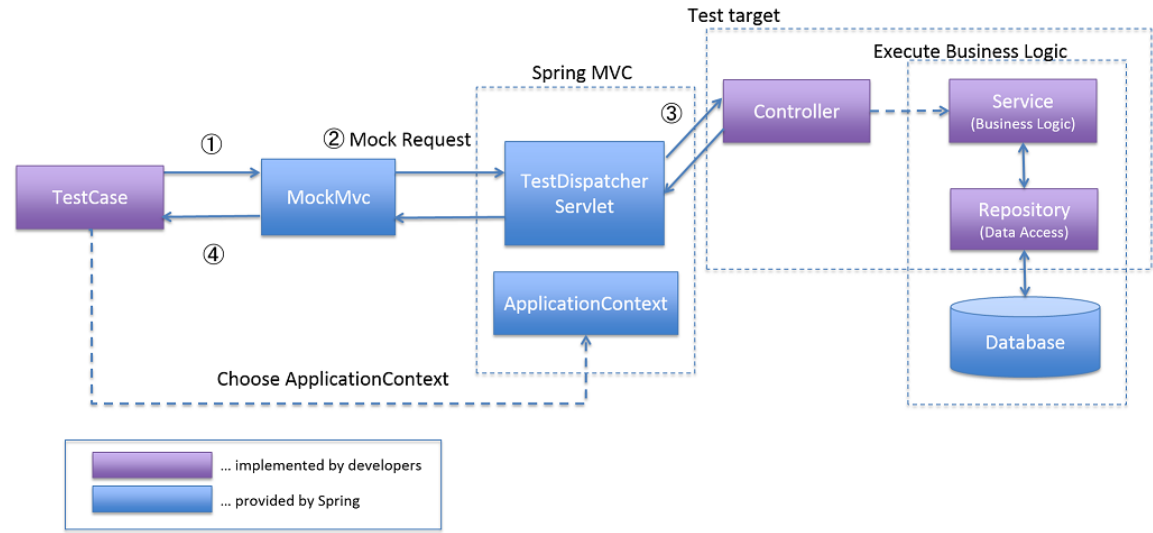 Test target
Execute Business Logic
Spring MVC
Controller
Service
(Business Logic)
③
①
② Mock Request
TestCase
MockMvc
TestDispatcher
Servlet
Repository
(Data Access)
④
ApplicationContext
Database
Choose ApplicationContext
... implemented by developers
... provided by Spring